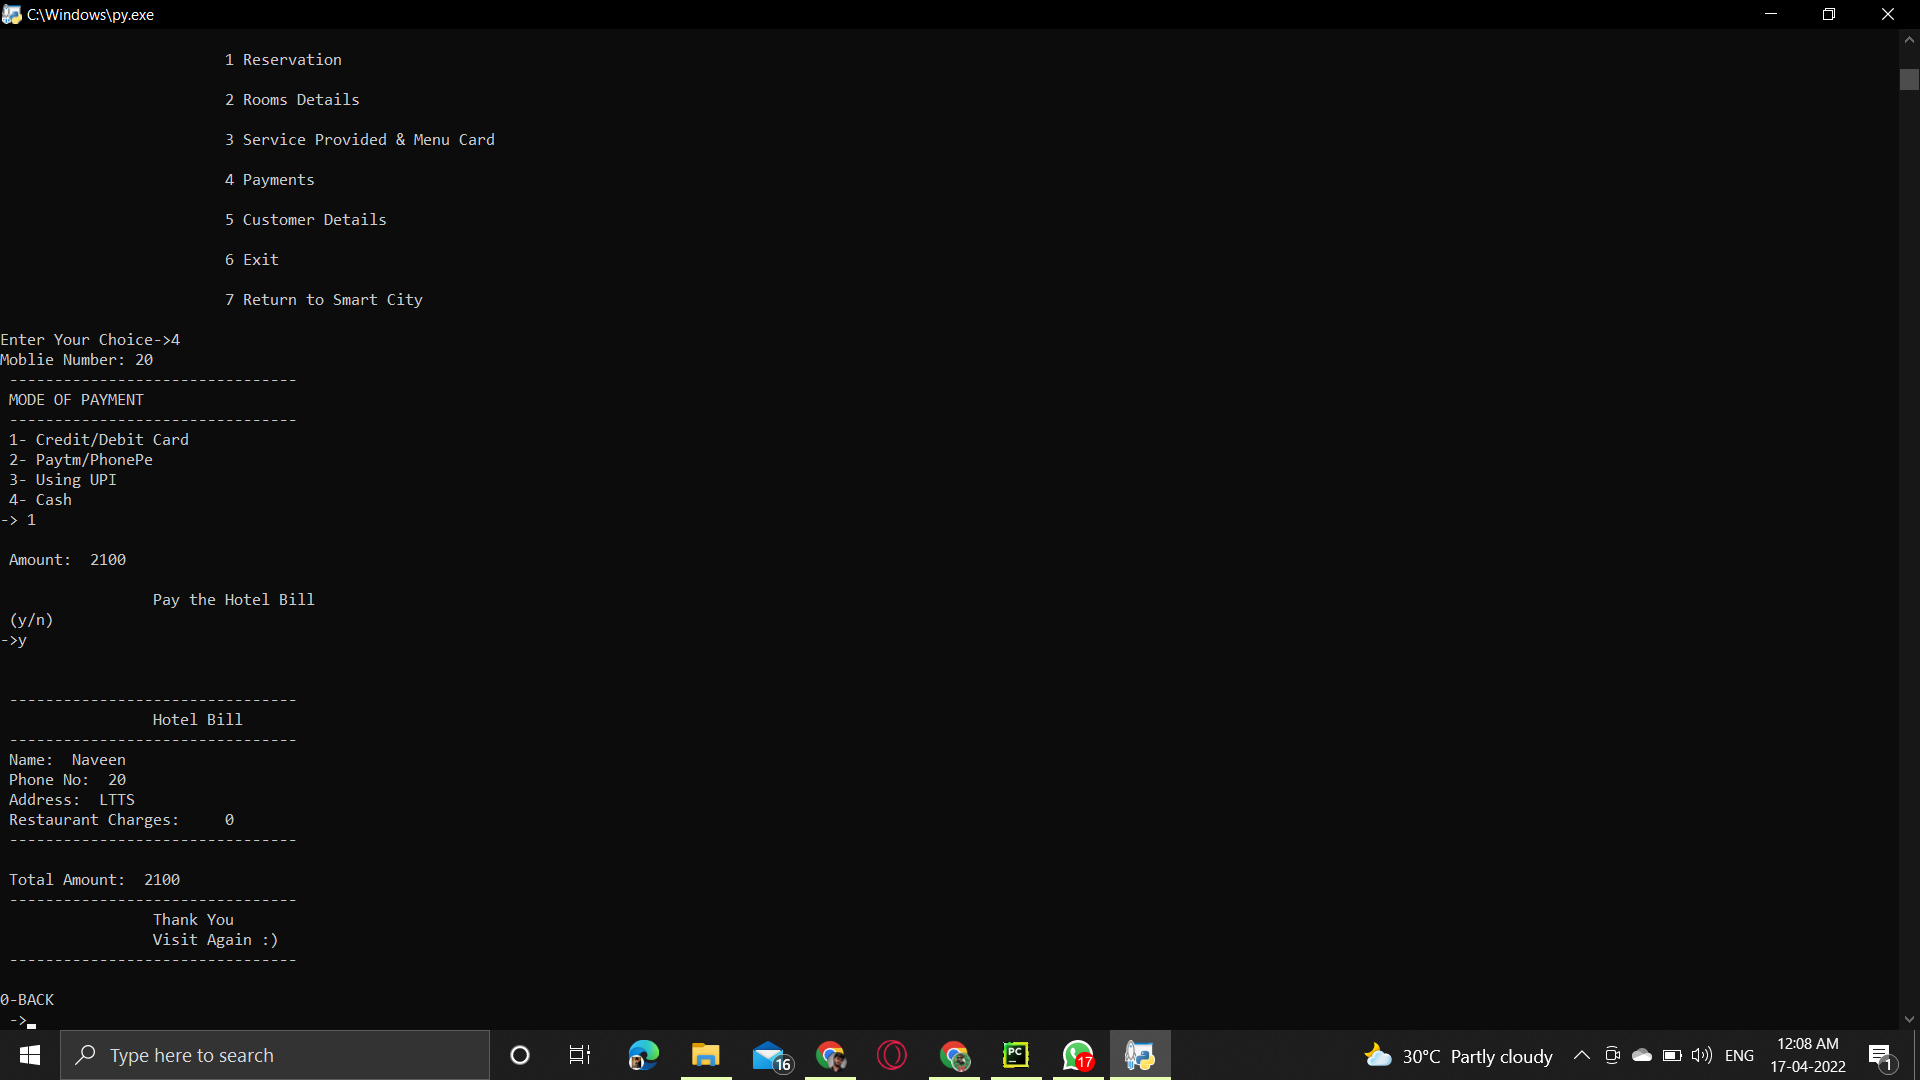 C:\Windows\py.exe
1 Reservation
2 Rooms Details
3 Service Provided & Menu Card
4 Payments
5 Customer Details
6 Exit
7 Return to Smart City
Enter Your Choice->4
Moblie Number: 20
--------------------------------
MODE OF PAYMENT
--------------------------------
1- Credit/Debit Card
2- Paytm/PhonePe
3- Using UPI
4- Cash
-> 1
Amount:  2100
Pay the Hotel Bill
(y/n)
->y
--------------------------------
Hotel Bill
--------------------------------
Name:  Naveen
Phone No:  20
Address:  LTTS
Restaurant Charges:     0
--------------------------------
Total Amount:  2100
--------------------------------
Thank You
Visit Again :)
--------------------------------
0-BACK
->
Type here to search
16
PC
17
30°C Partly cloudy
ENG
12:08 AM
17-04-2022
1